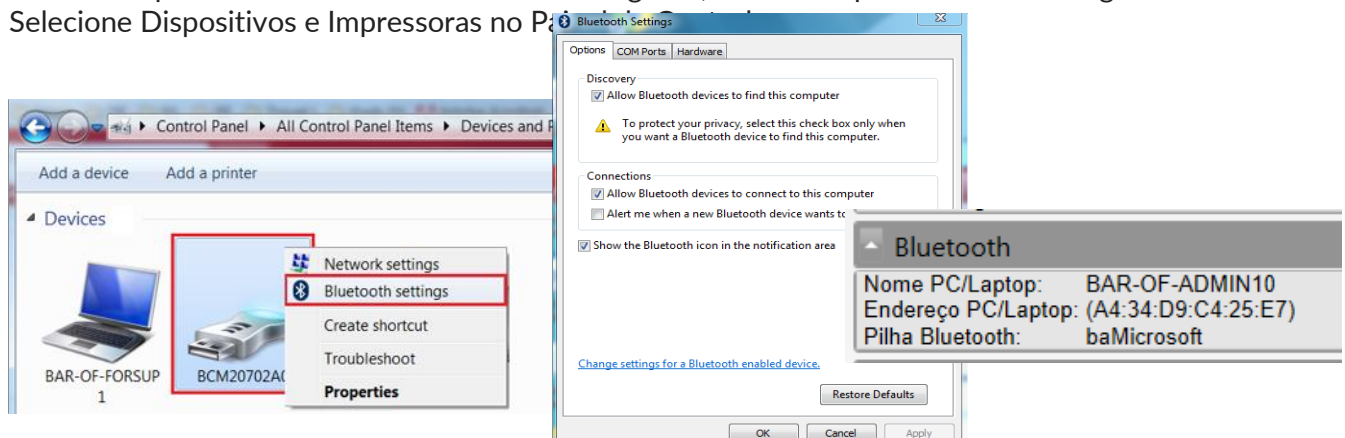 Selecione Dispositivos e Impressoras no
Control Panel ▸ All Control Panel Items ▸ Devices and
Add a device Add a printer
Devices
BAR-OF-FORSUP
1
BCM20702A
Network settings
Bluetooth settings
Create shortcut
Troubleshoot
Properties
Bluetooth Settings
Options COM Ports Hardware
Discovery
Allow Bluetooth devices to find this computer
To protect your privacy, select this check box only when
you want a Bluetooth device to find this computer.
Connections
Allow Bluetooth devices to connect to this computer
Alert me when a new Bluetooth device wants to
Show the Bluetooth icon in the notification area
Change settings for a Bluetooth enabled device.
Restore Defaults
OK Cancel Apply
Bluetooth
Nome PC/Laptop: BAR-OF-ADMIN10
Endereço PC/Laptop: (A4:34:D9:C4:25:E7)
Pilha Bluetooth: baMicrosoft